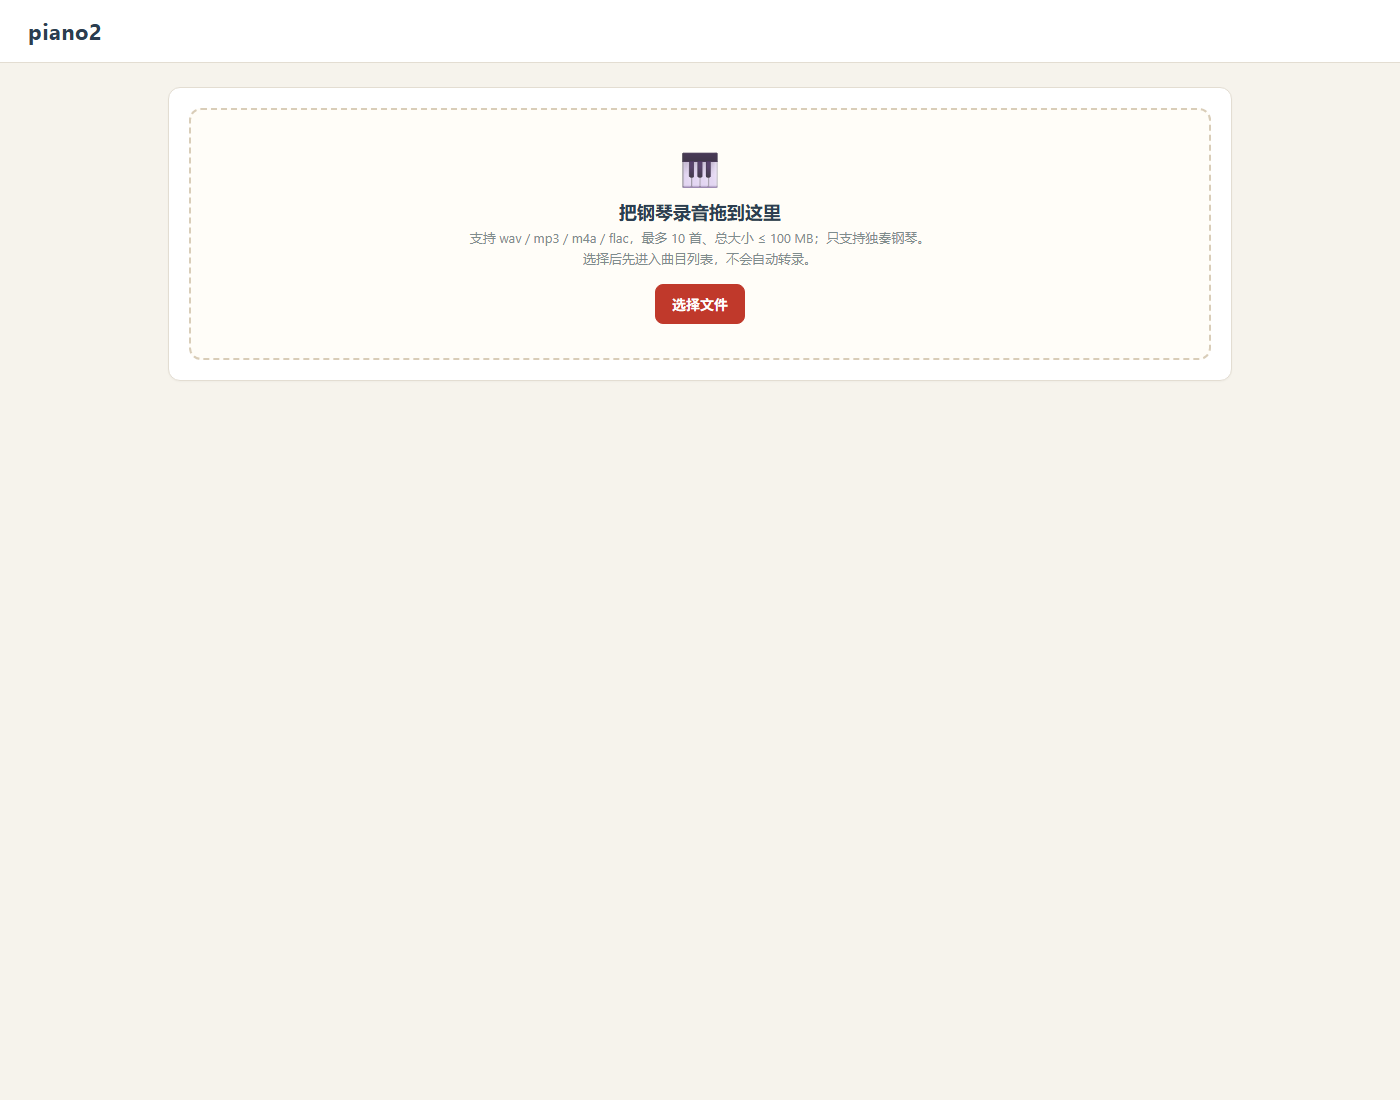 piano2
把钢琴录音拖到这里
支持 wav / mp3 / m4a / flac，最多 10 首、总大小 ≤ 100 MB；只支持独奏钢琴。
选择后先进入曲目列表，不会自动转录。
选择文件